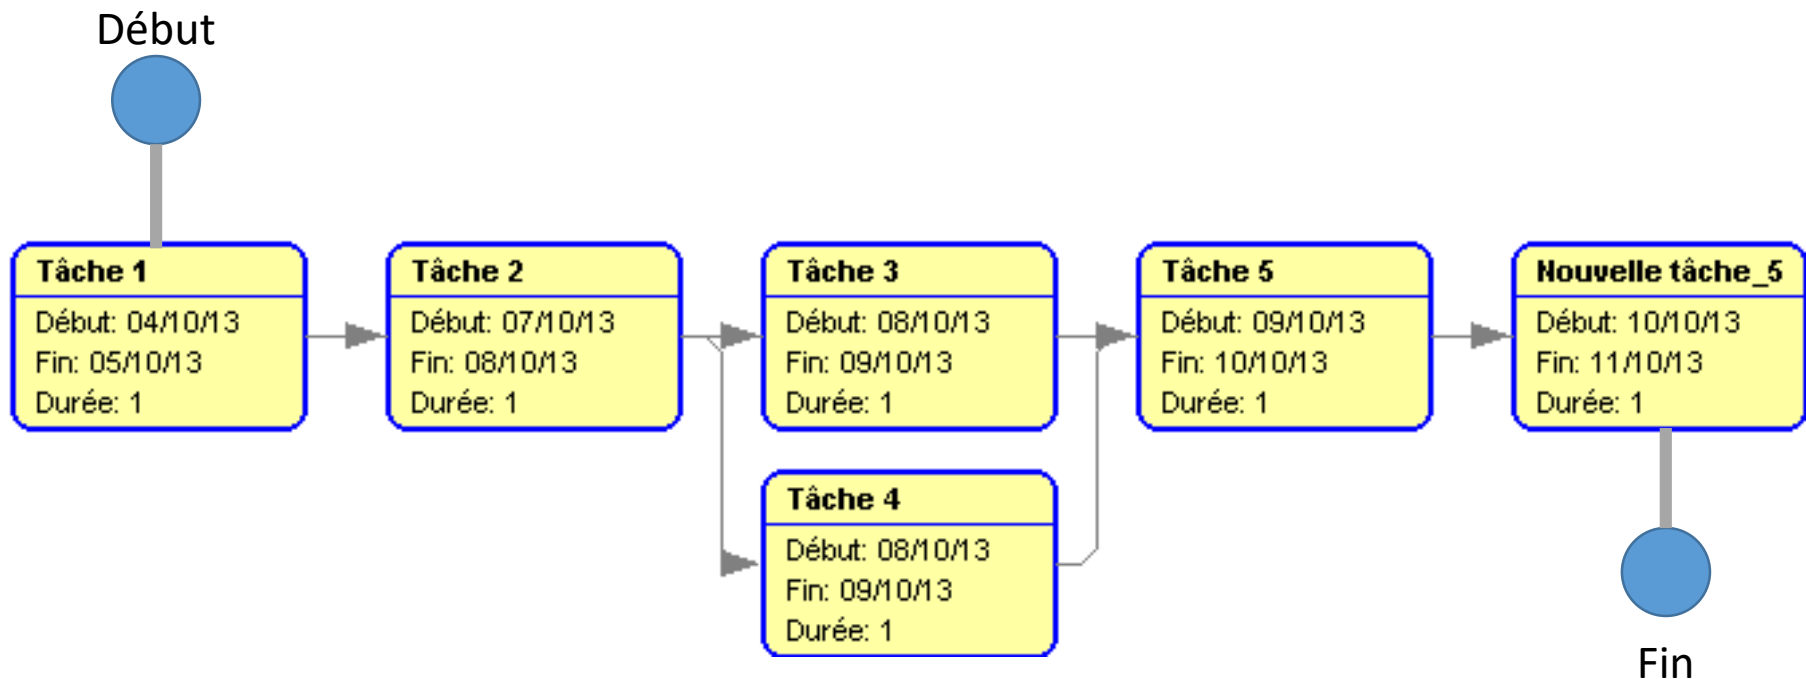 Début
Tâche 1
Début: 04/10/13
Fin: 05/10/13
Durée: 1
Tâche 2
Début: 07/10/13
Fin: 08/10/13
Durée: 1
Tâche 3
Début: 08/10/13
Fin: 09/10/13
Durée: 1
Tâche 5
Début: 09/10/13
Fin: 10/10/13
Durée: 1
Nouvelle tâche_5
Début: 10/10/13
Fin: 11/10/13
Durée: 1
Tâche 4
Début: 08/10/13
Fin: 09/10/13
Durée: 1
Fin